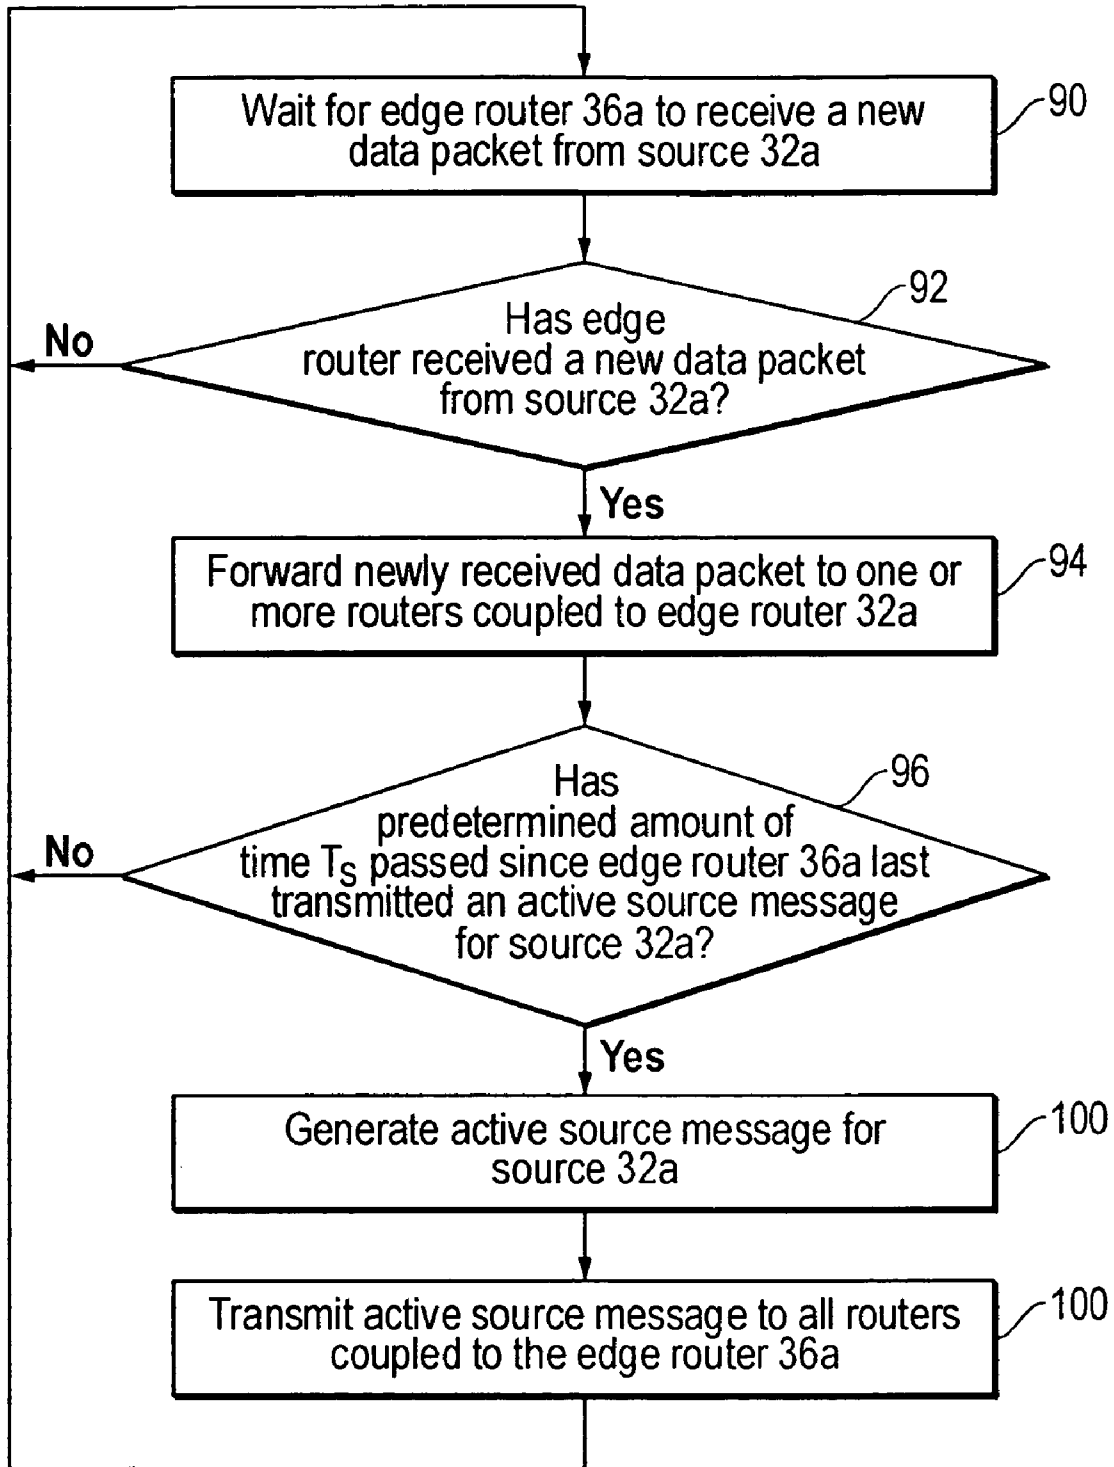 Wait for edge router 36a to receive a new
data packet from source 32a
90
92
Has edge
router received a new data packet
from source 32a?
No
Yes
Forward newly received data packet to one or
more routers coupled to edge router 32a
94
96
Has
predetermined amount of
time TS passed since edge router 36a last
transmitted an active source message
for source 32a?
No
Yes
Generate active source message for
source 32a
100
Transmit active source message to all routers
coupled to the edge router 36a
100